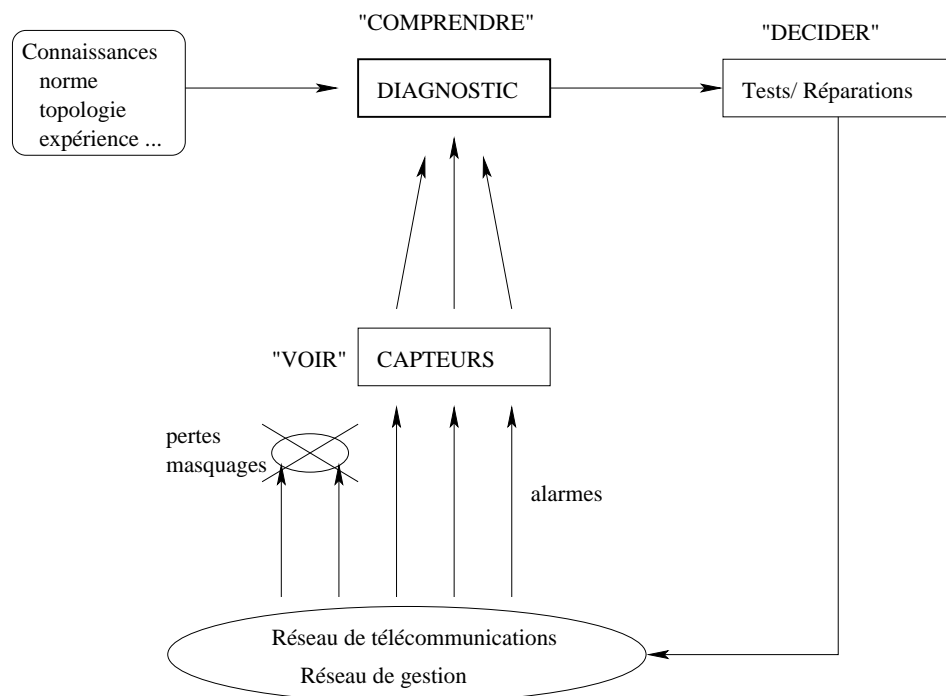 "COMPRENDRE"
"DECIDER"
Connaissances
norme
topologie
expérience ...
DIAGNOSTIC
Tests/ Réparations
"VOIR"
CAPTEURS
pertes
masquages
alarmes
Réseau de télécommunications
Réseau de gestion